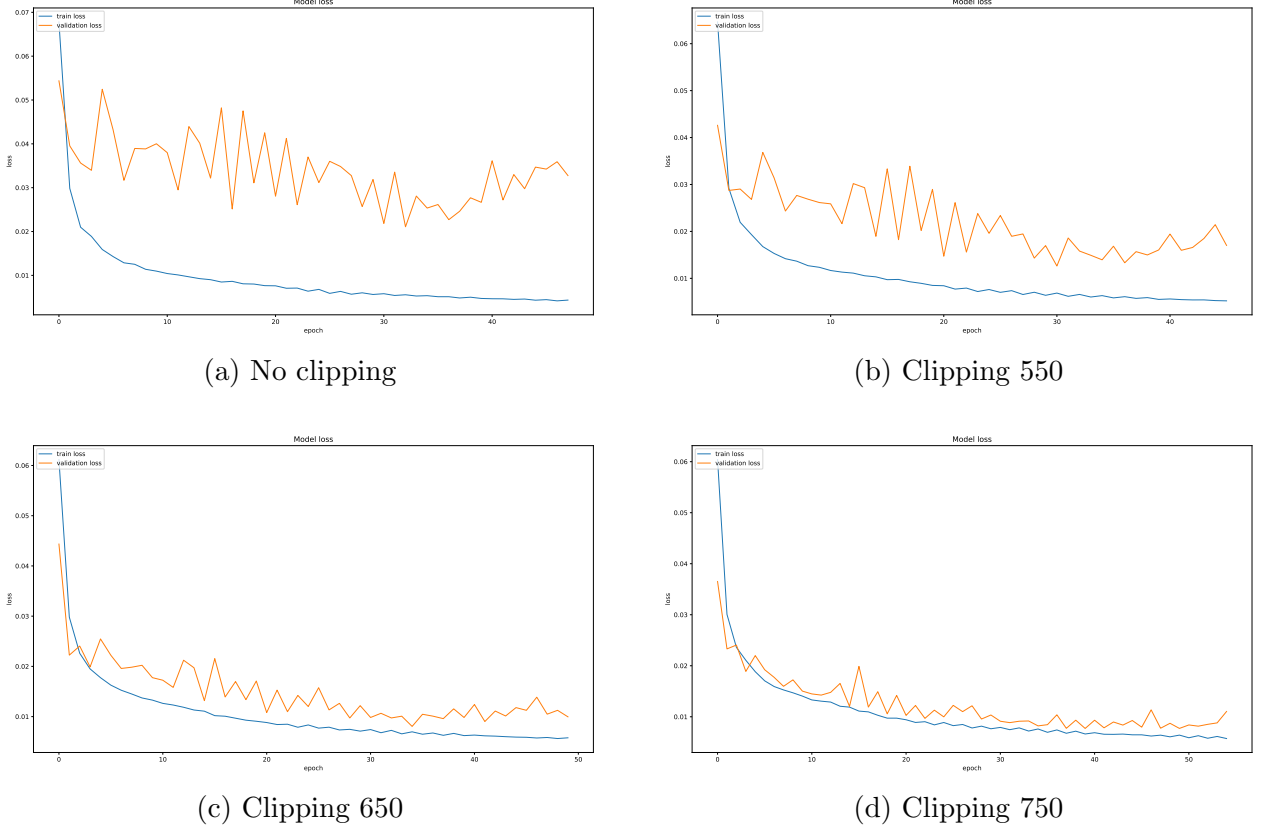 Model loss
train loss
validation loss
0.07
0.06
0.05
0.04
0.03
0.02
0.01
loss
0
10
20
30
40
epoch
(a) No clipping
Model loss
train loss
validation loss
0.06
0.05
0.04
0.03
0.02
0.01
loss
0
10
20
30
40
epoch
(b) Clipping 550
Model loss
train loss
validation loss
0.06
0.05
0.04
0.03
0.02
0.01
loss
0
10
20
30
40
50
epoch
(c) Clipping 650
Model loss
train loss
validation loss
0.06
0.05
0.04
0.03
0.02
0.01
loss
0
10
20
30
40
50
epoch
(d) Clipping 750